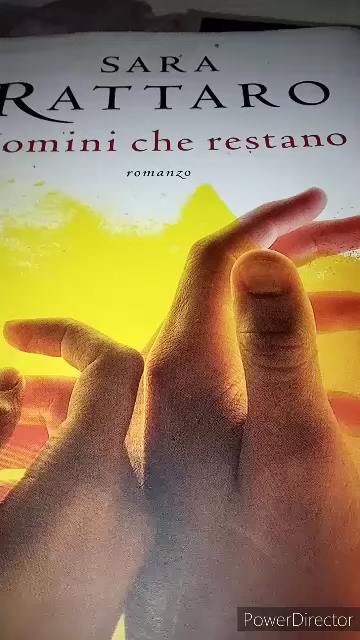 SARA
RATTARO
omini che restano
romanzo
PowerDirector